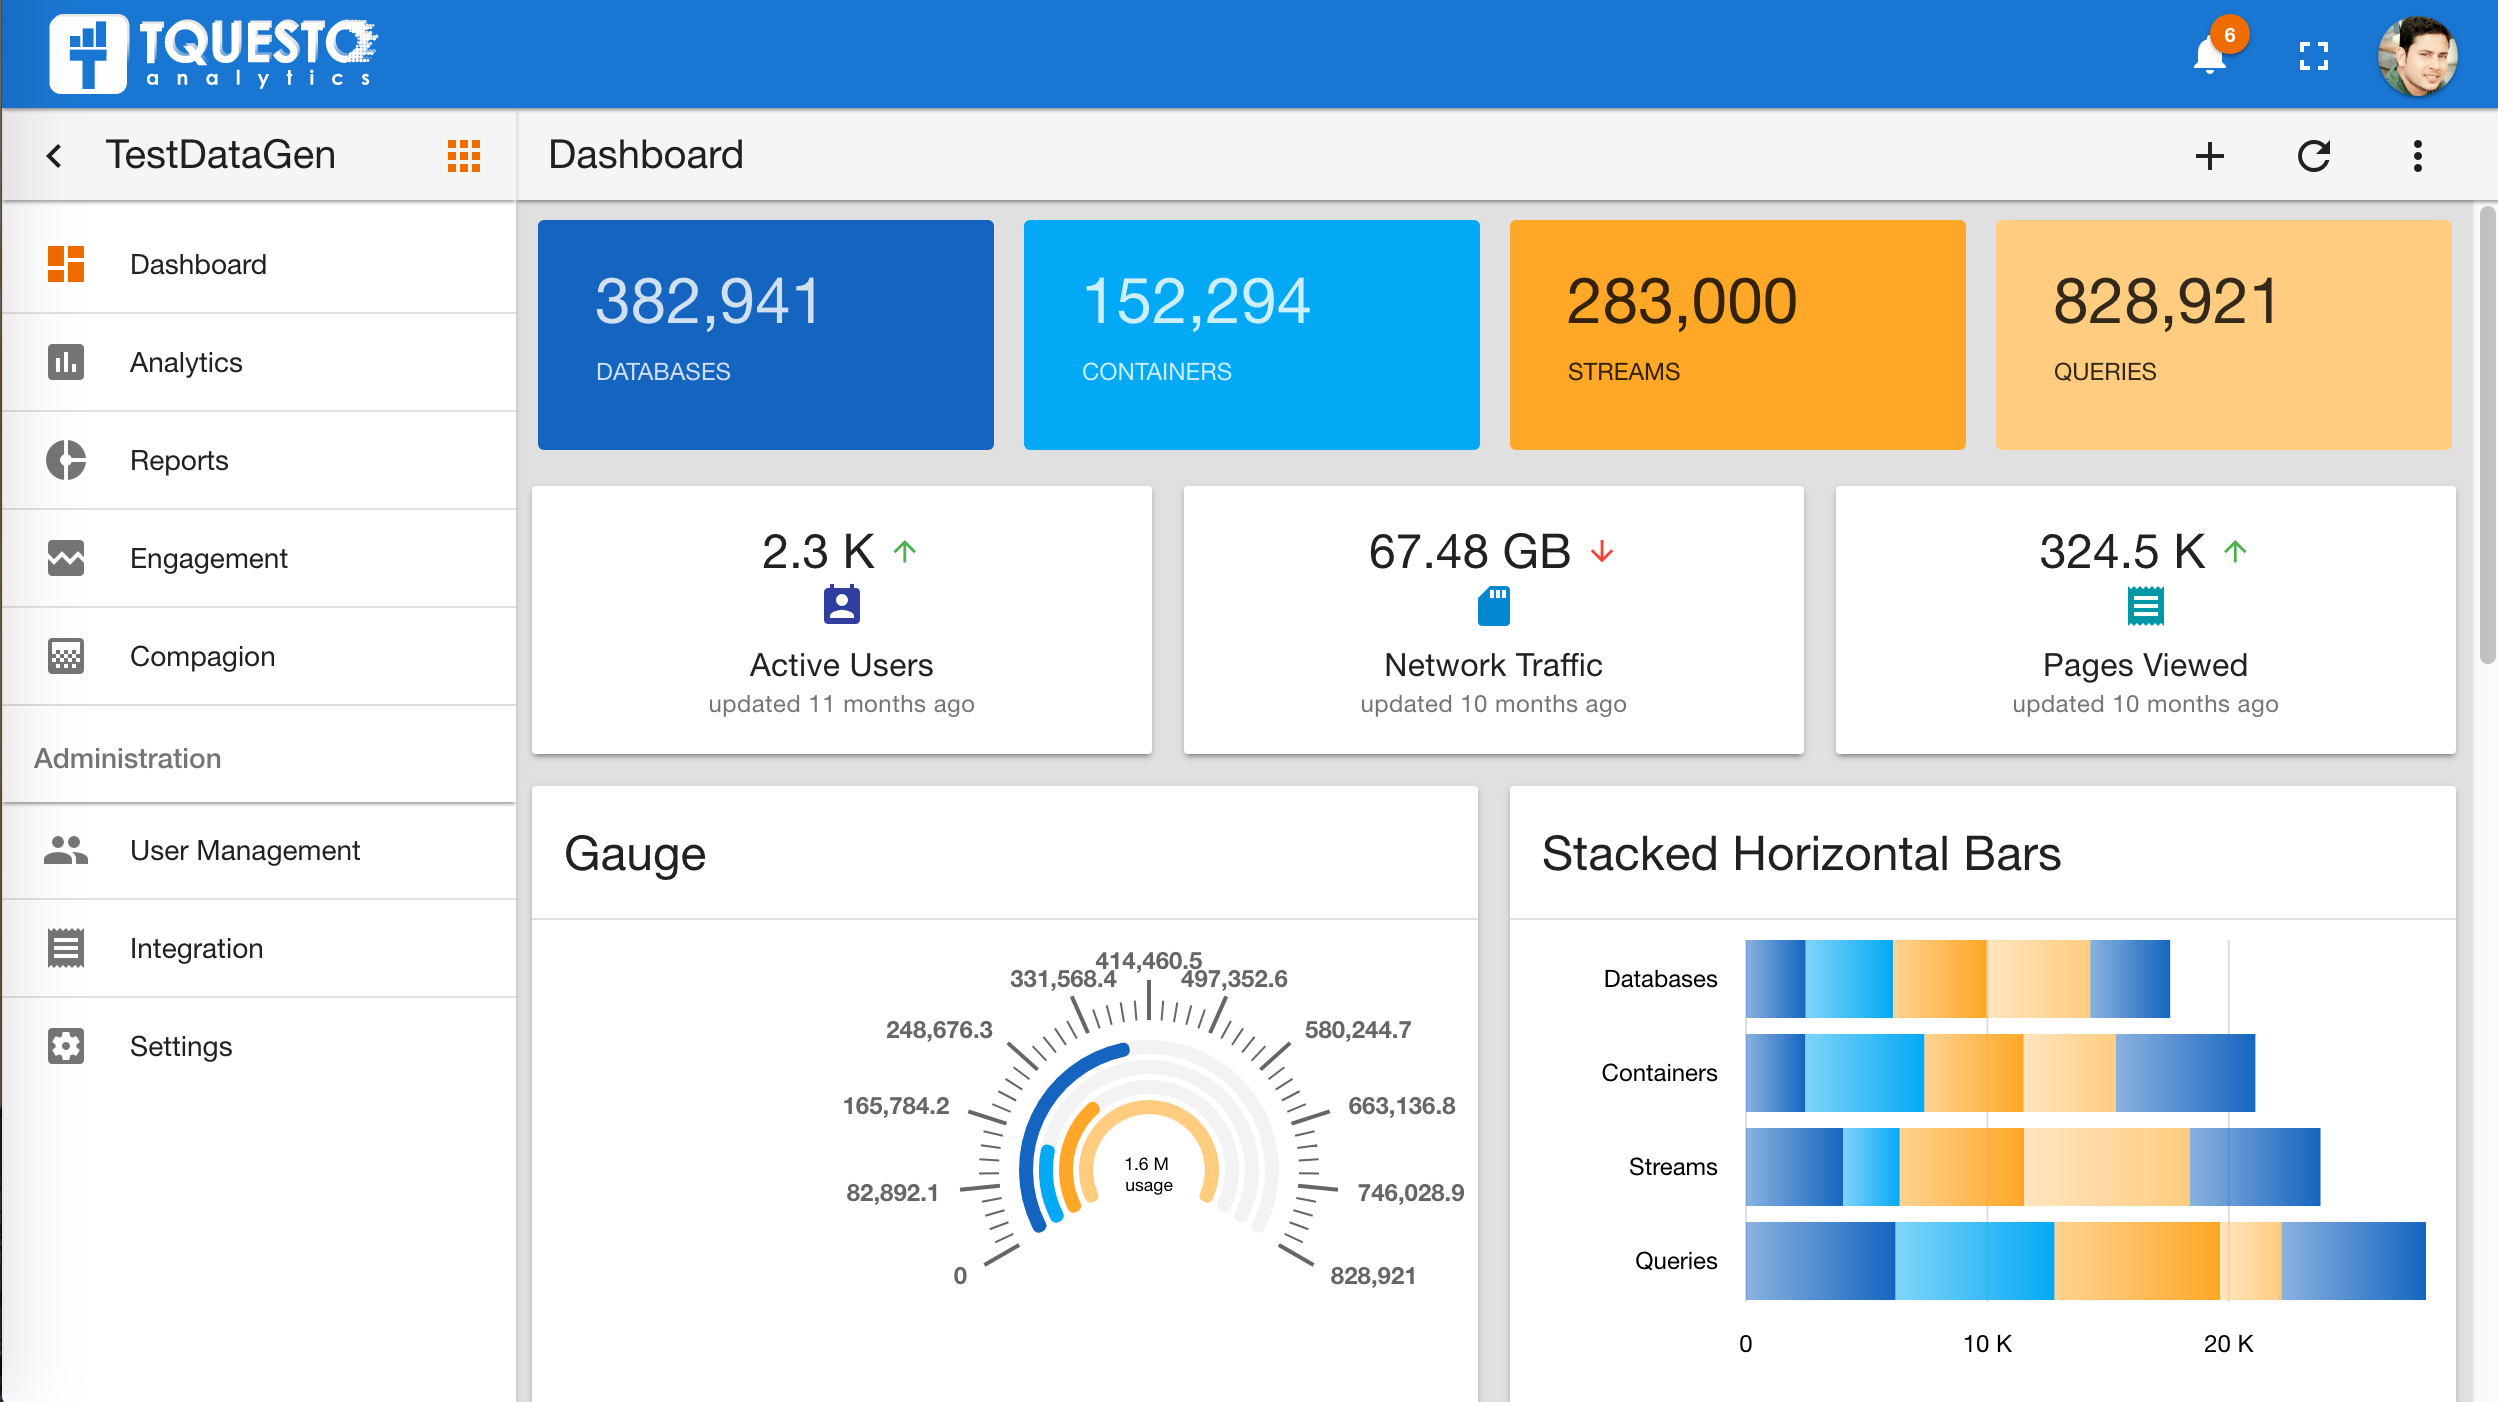 TQUESTO
analytics
6
TestDataGen
Dashboard
Dashboard
Analytics
Reports
Engagement
Compagion
Administration
User Management
Integration
Settings
382,941
DATABASES
152,294
CONTAINERS
283,000
STREAMS
828,921
QUERIES
2.3 K
Active Users
updated 11 months ago
67.48 GB
Network Traffic
updated 10 months ago
324.5 K
Pages Viewed
updated 10 months ago
Gauge
0
82,892.1
165,784.2
248,676.3
331,568.4
414,460.5
497,352.6
580,244.7
663,136.8
746,028.9
828,921
1.6 M
usage
Stacked Horizontal Bars
Databases
Containers
Streams
Queries
0
10 K
20 K